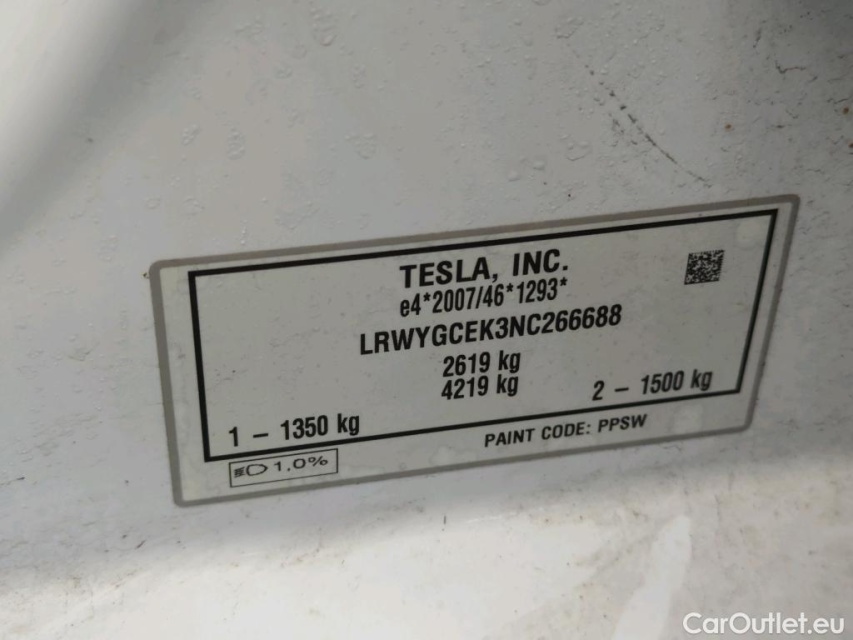 TESLA, INC.
e4*2007/46*1293*
LRWYGCEK3NC266688
2619 kg
4219 kg
1 – 1350 kg
2 – 1500 kg
1.0%
PAINT CODE: PPSW
CarOutlet.eu